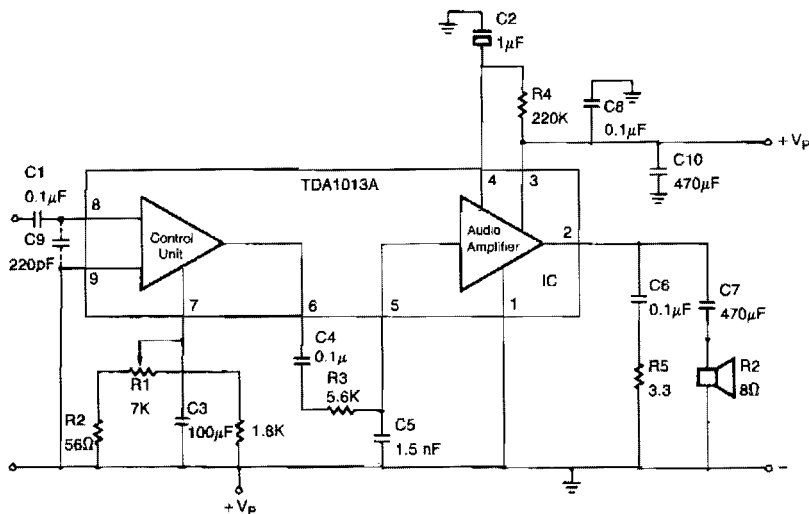 C2
1µF
R4
220K
C8
0.1µF
+ VP
C10
470µF
C1
0.1µF
TDA1013A
4
3
8
Control
Unit
Audio
Amplifier
2
C9
220pF
9
IC
7
6
5
1
C6
0.1µF
C7
470µF
C4
0.1µ
R1
7K
R3
5.6K
R5
3.3
R2
8Ω
R2
56Ω
C3
100µF
1.8K
C5
1.5 nF
+ VP
−